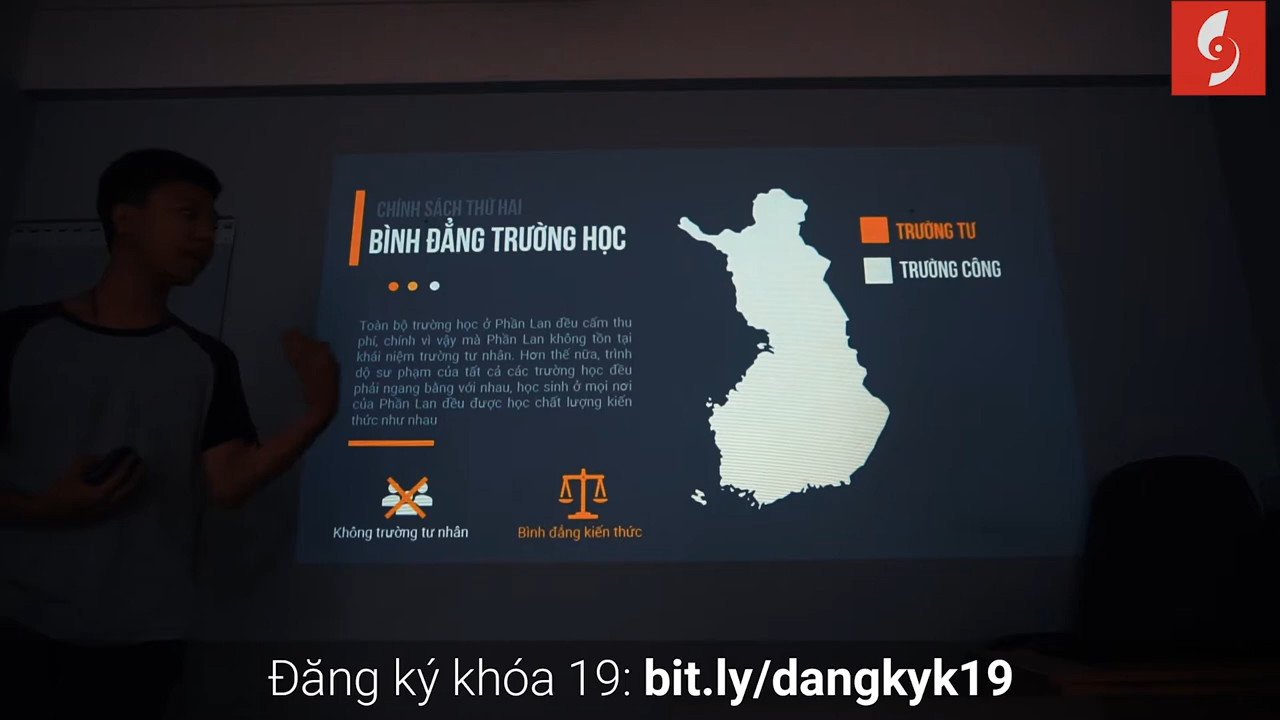 CHÍNH SÁCH THỨ HAI
BÌNH ĐẲNG TRƯỜNG HỌC
Toàn bộ trường học ở Phần Lan đều cấm thu
phí, chính vì vậy mà Phần Lan không tồn tại
khái niệm trường tư nhân. Hơn thế nữa, trình
độ sư phạm của tất cả các trường học đều
phải ngang bằng với nhau, học sinh ở mọi nơi
của Phần Lan đều được học chất lượng kiến
thức như nhau
Không trường tư nhân
Bình đẳng kiến thức
TRƯỜNG TƯ
TRƯỜNG CÔNG
Đăng ký khóa 19: bit.ly/dangkyk19